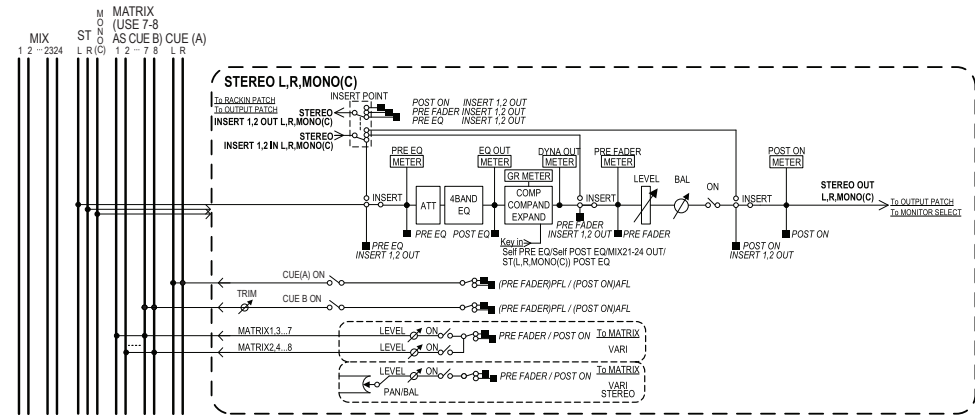 MIX
1 2 ··· 2324
ST
L R
MONO
(C)
MATRIX
(USE 7-8
AS CUE B)
1 2 ··· 7 8
CUE (A)
L R
STEREO L,R,MONO(C)
To RACKIN PATCH
To OUTPUT PATCH
INSERT POINT
STEREO
INSERT 1,2 OUT L,R,MONO(C)
STEREO
INSERT 1,2 IN L,R,MONO(C)
POST ON INSERT 1,2 OUT
PRE FADER INSERT 1,2 OUT
PRE EQ INSERT 1,2 OUT
PRE EQ
METER
EQ OUT
METER
DYNA OUT
METER
PRE FADER
METER
POST ON
METER
GR METER
INSERT
ATT
4BAND
EQ
COMP
COMPAND
EXPAND
INSERT
LEVEL
BAL
ON
INSERT
STEREO OUT
L,R,MONO(C)
To OUTPUT PATCH
To MONITOR SELECT
PRE EQ
INSERT 1,2 OUT
PRE EQ
POST EQ
PRE FADER
INSERT 1,2 OUT
PRE FADER
POST ON
INSERT 1,2 OUT
POST ON
Key in
Self PRE EQ/Self POST EQ/MIX21-24 OUT/
ST(L,R,MONO(C)) POST EQ
CUE(A) ON
(PRE FADER)PFL / (POST ON)AFL
TRIM
CUE B ON
(PRE FADER)PFL / (POST ON)AFL
MATRIX1,3...7
LEVEL
ON
PRE FADER / POST ON
To MATRIX
MATRIX2,4...8
LEVEL
ON
VARI
LEVEL
ON
PRE FADER / POST ON
To MATRIX
PAN/BAL
VARI
STEREO